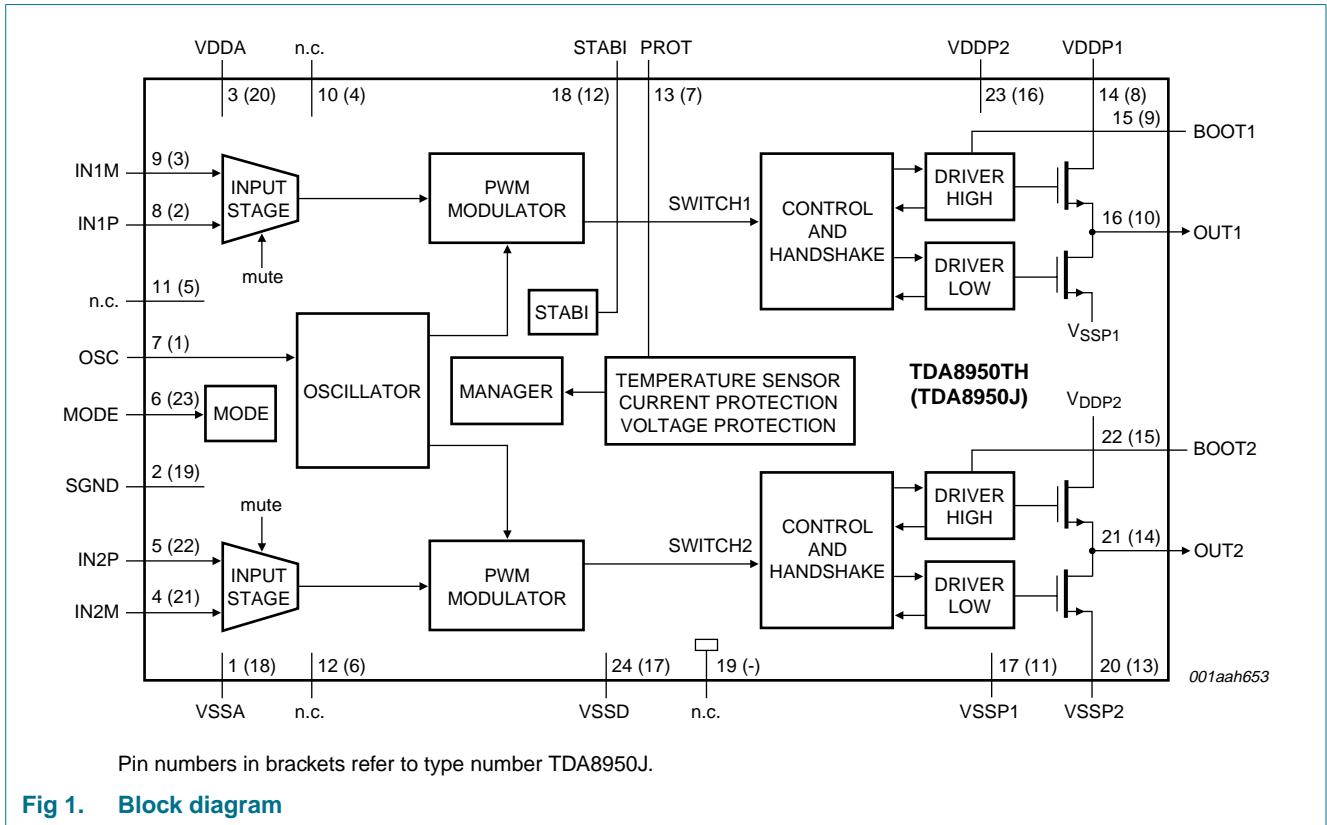 VDDA
n.c.
STABI PROT
VDDP2
VDDP1
3 (20)
10 (4)
18 (12)
13 (7)
23 (16)
14 (8)
15 (9)
BOOT1
IN1M
9 (3)
INPUT
STAGE
PWM
MODULATOR
CONTROL
AND
HANDSHAKE
DRIVER
HIGH
IN1P
8 (2)
SWITCH1
16 (10)
OUT1
mute
DRIVER
LOW
n.c.
11 (5)
STABI
VSSP1
OSC
7 (1)
OSCILLATOR
MANAGER
TEMPERATURE SENSOR
CURRENT PROTECTION
VOLTAGE PROTECTION
TDA8950TH
(TDA8950J)
MODE
6 (23)
MODE
VDDP2
22 (15)
BOOT2
SGND
2 (19)
mute
DRIVER
HIGH
IN2P
5 (22)
INPUT
STAGE
PWM
MODULATOR
SWITCH2
CONTROL
AND
HANDSHAKE
21 (14)
OUT2
IN2M
4 (21)
DRIVER
LOW
1 (18)
12 (6)
24 (17)
19 (-)
17 (11)
20 (13)
001aah653
VSSA
n.c.
VSSD
n.c.
VSSP1
VSSP2
Pin numbers in brackets refer to type number TDA8950J.
Fig 1. Block diagram